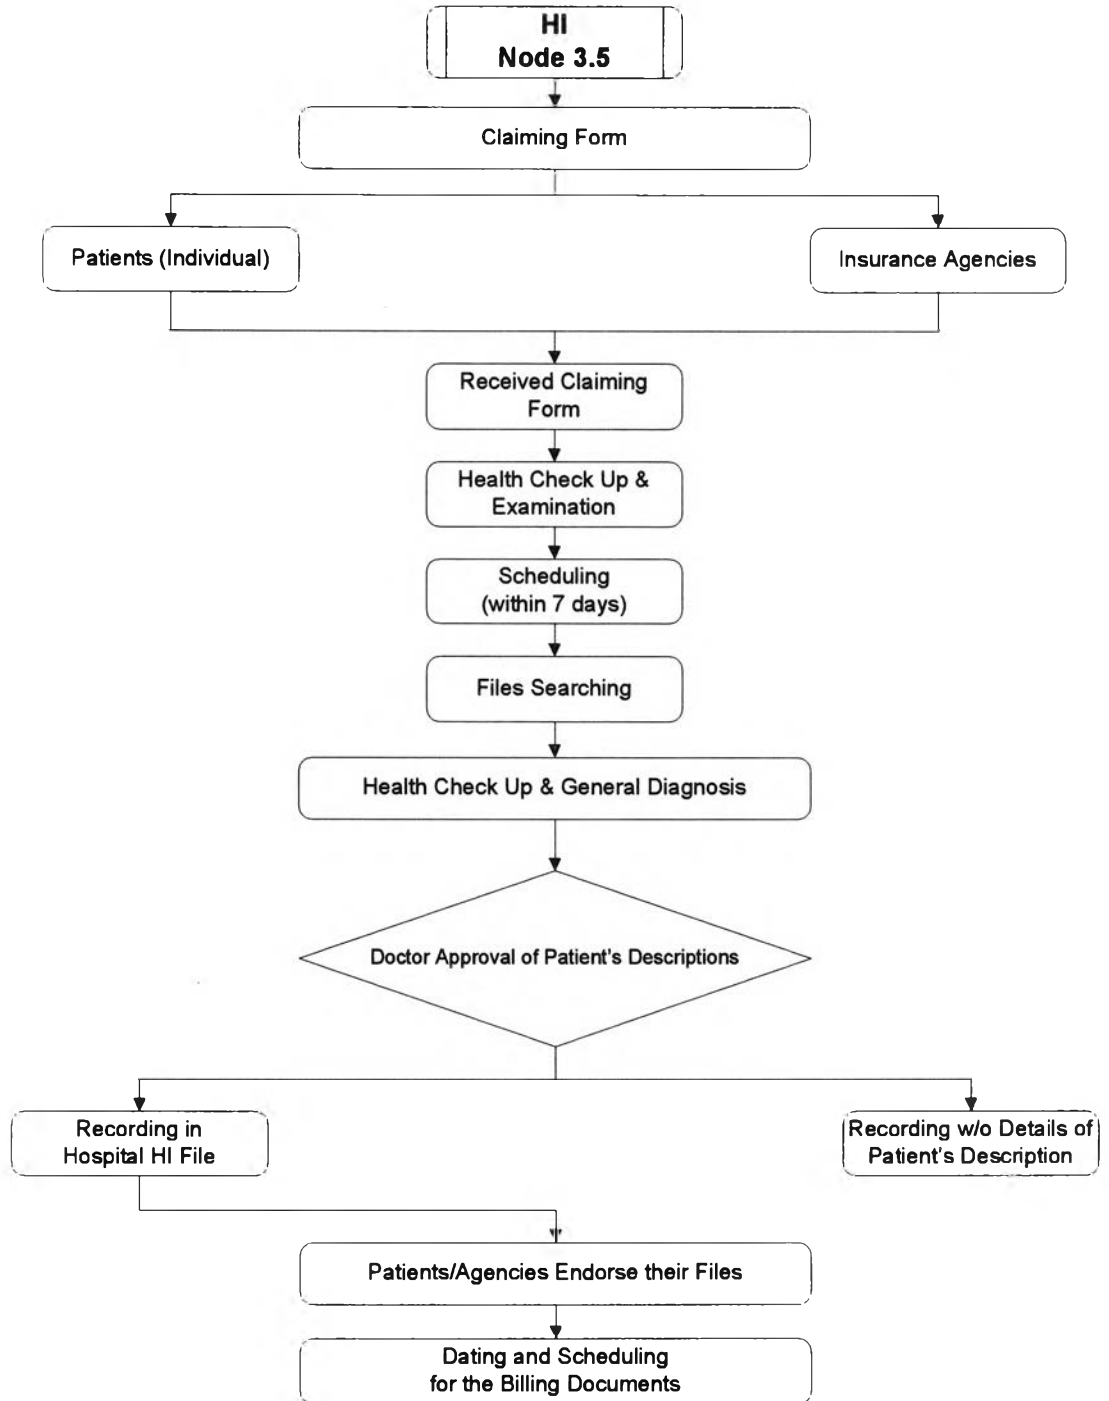 HI
Node 3.5
Claiming Form
Patients (Individual)
Insurance Agencies
Received Claiming
Form
Health Check Up &
Examination
Scheduling
(within 7 days)
Files Searching
Health Check Up & General Diagnosis
Doctor Approval of Patient's Descriptions
Recording in
Hospital HI File
Recording w/o Details of
Patient's Description
Patients/Agencies Endorse their Files
Dating and Scheduling
for the Billing Documents